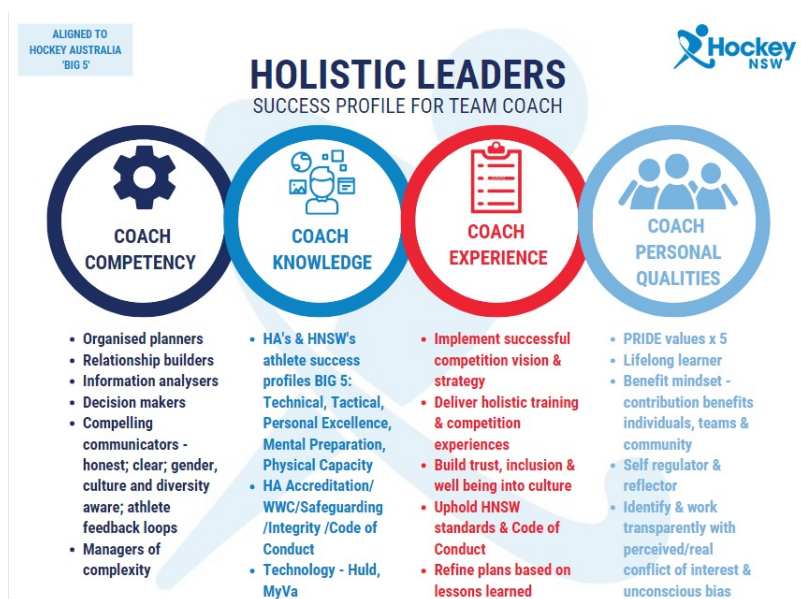 ALIGNED TO
HOCKEY AUSTRALIA
'BIG 5'
Hockey
NSW
HOLISTIC LEADERS
SUCCESS PROFILE FOR TEAM COACH
COACH
COMPETENCY
COACH
KNOWLEDGE
COACH
EXPERIENCE
COACH
PERSONAL
QUALITIES
• Organised planners
• Relationship builders
• Information analysers
• Decision makers
• Compelling
communicators -
honest; clear; gender,
culture and diversity
aware; athlete
feedback loops
• Managers of
complexity
• HA's & HNSW's
athlete success
profiles BIG 5:
Technical, Tactical,
Personal Excellence,
Mental Preparation,
Physical Capacity
• HA Accreditation/
WWC/Safeguarding
/Integrity /Code of
Conduct
• Technology - Huld,
MyVa
• Implement successful
competition vision &
strategy
• Deliver holistic training
& competition
experiences
• Build trust, inclusion &
well being into culture
• Uphold HNSW
standards & Code of
Conduct
• Refine plans based on
lessons learned
• PRIDE values x 5
• Lifelong learner
• Benefit mindset -
contribution benefits
individuals, teams &
community
• Self regulator &
reflector
• Identify & work
transparently with
perceived/real
conflict of interest &
unconscious bias